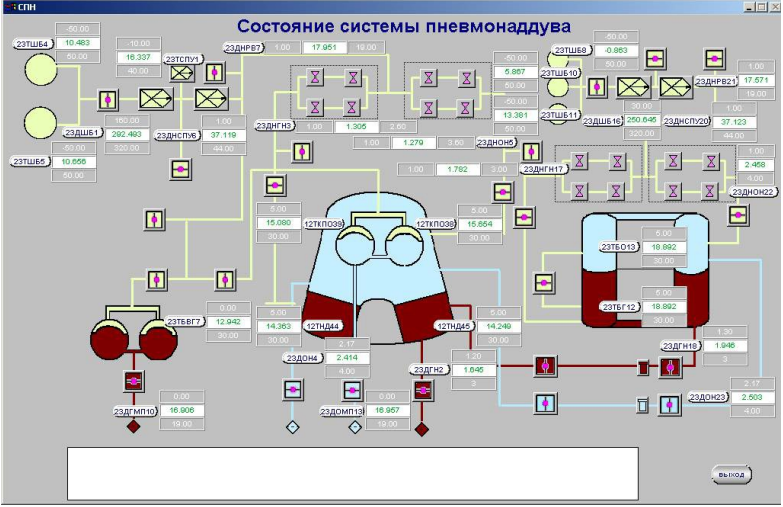 СПН
Состояние системы пневмонаддува
-50.00
23ТШБ4 10.483
50.00
10.00
23ТСПУ1 16.337
40.00
23ДНРВ7 1.00 17.951 19.00
-50.00
5.867
50.00
-50.00
13.381
50.00
-50.00
23ТШБ8 -0.863
50.00
23ТШБ10
23ТШБ11
1.00
23ДНРВ21 17.571
19.00
160.00
23ДШБ1 292.493
320.00
1.00
23ДНСПУ6 37.119
44.00
-50.00
23ТШБ5 10.656
50.00
23ДНГН3 1.00 1.305 2.60
1.00 1.279 3.60 23ДНОН5
1.00 1.782 3.00 23ДНГН17
30.00
23ДШБ16 250.645
320.00
1.00
23ДНСПУ20 37.123
44.00
1.00
2.458
4.00
23ДНОН22
5.00
15.080 12ТКПО39
30.00
5.00
12ТКПО38 15.654
30.00
5.00
23ТБО13 18.892
30.00
5.00
23ТБГ12 18.892
30.00
0.00
23ТБВГ7 12.942
30.00
5.00
14.363 12ТНД44
30.00
5.00
12ТНД45 14.249
30.00
2.17
23ДОН4 2.414
4.00
1.20
23ДГН2 1.645
3
1.30
23ДГН18 1.946
3
2.17
23ДОН23 2.503
4.00
0.00
23ДГМП10 16.906
19.00
0.00
23ДОМП13 16.957
19.00
ВЫХОД